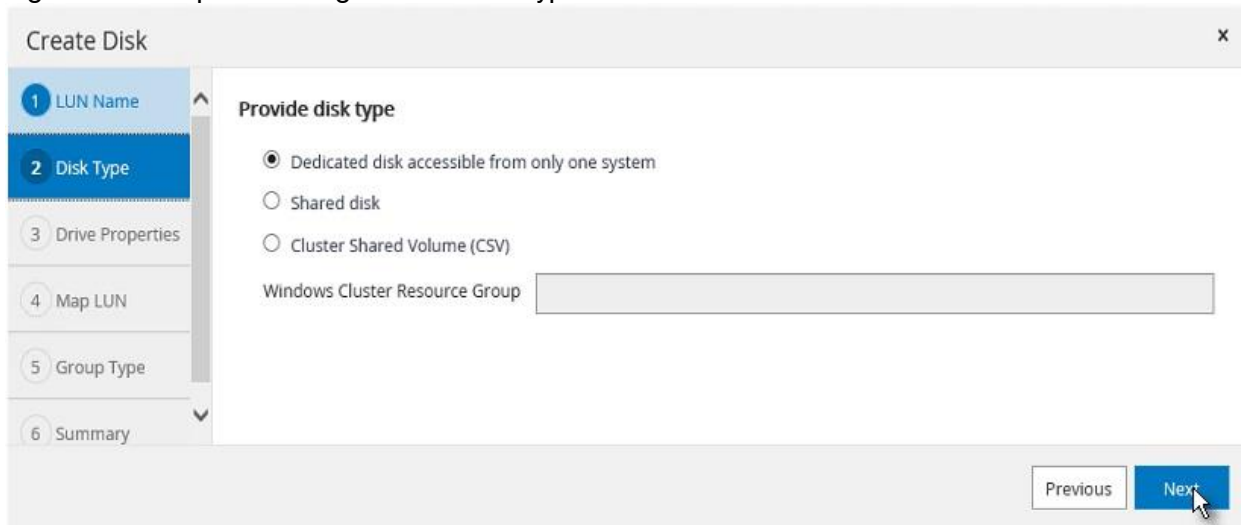 Create Disk
x
1 LUN Name
2 Disk Type
3 Drive Properties
4 Map LUN
5 Group Type
6 Summary
Provide disk type
Dedicated disk accessible from only one system
Shared disk
Cluster Shared Volume (CSV)
Windows Cluster Resource Group
Previous
Next